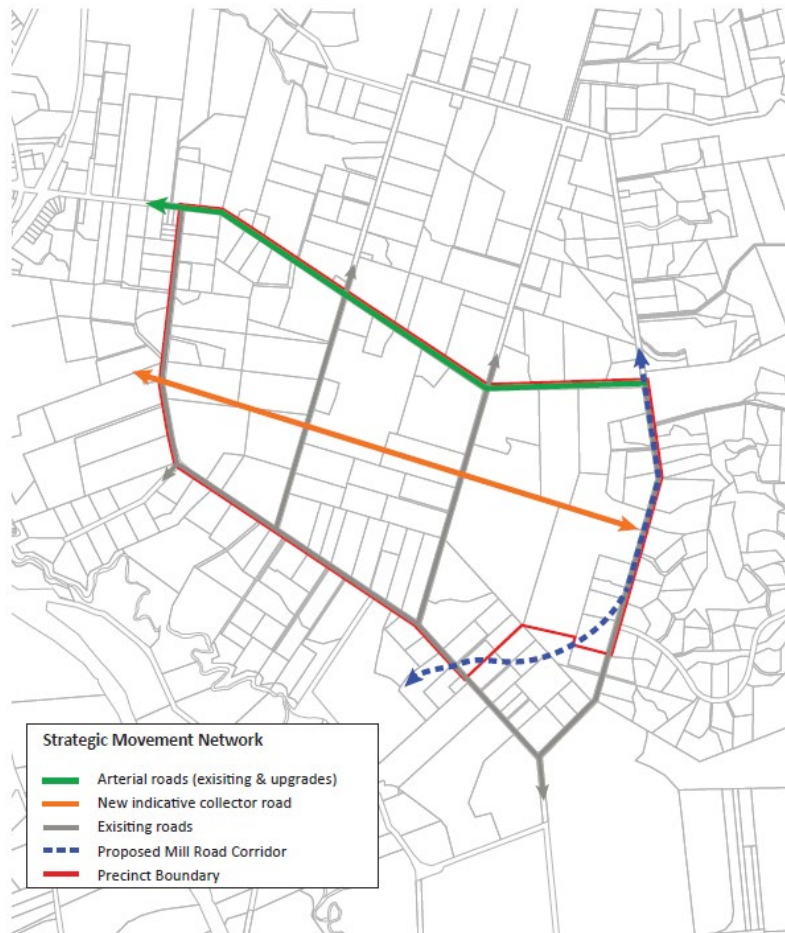 Strategic Movement Network
Arterial roads (exisiting & upgrades)
New indicative collector road
Exisiting roads
Proposed Mill Road Corridor
Precinct Boundary